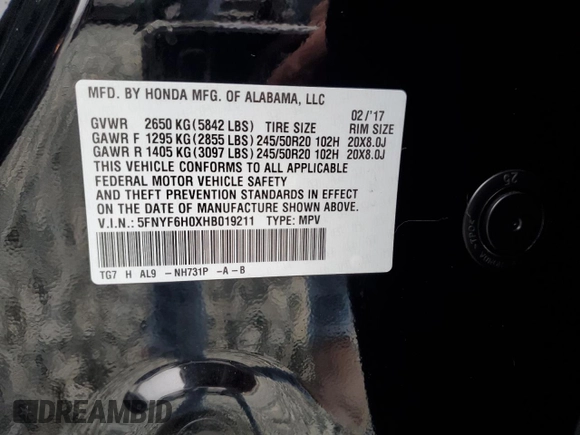 MFD. BY HONDA MFG. OF ALABAMA, LLC
02/'17
GVWR 2650 KG (5842 LBS) TIRE SIZE RIM SIZE
GAWR F 1295 KG (2855 LBS) 245/50R20 102H 20X8.0J
GAWR R 1405 KG (3097 LBS) 245/50R20 102H 20X8.0J
THIS VEHICLE CONFORMS TO ALL APPLICABLE
FEDERAL MOTOR VEHICLE SAFETY
AND THEFT PREVENTION STANDARDS IN EFFECT
ON THE DATE OF MANUFACTURE SHOWN ABOVE.
V.I.N.: 5FNYF6H0XHB019211 TYPE: MPV
TG7 H AL9 -NH731P -A-B
25
DREAMBID